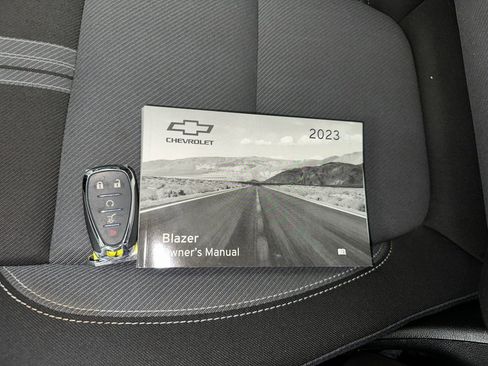 CHEVROLET
2023
Blazer
Owner's Manual